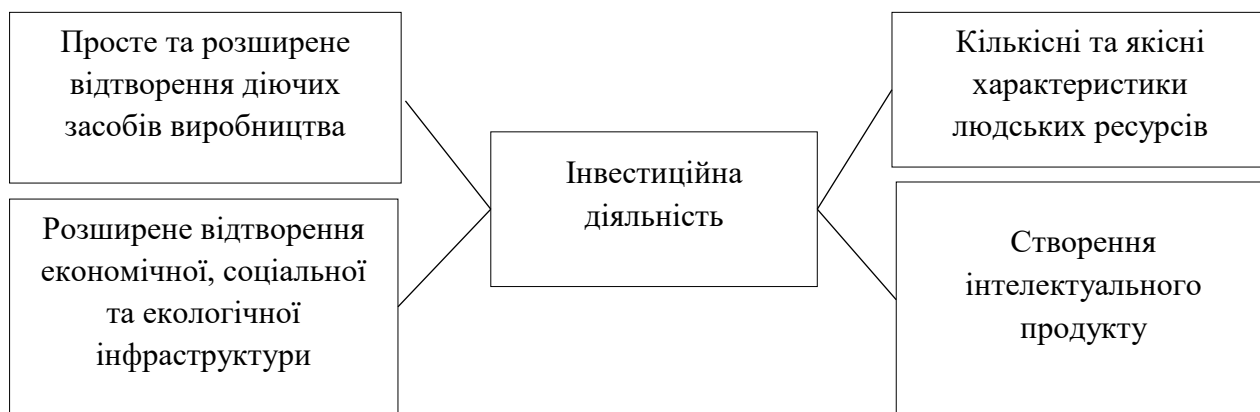 Просте та розширене
відтворення діючих
засобів виробництва
Розширене відтворення
економічної, соціальної
та екологічної
інфраструктури
Інвестиційна
діяльність
Кількісні та якісні
характеристики
людських ресурсів
Створення
інтелектуального
продукту